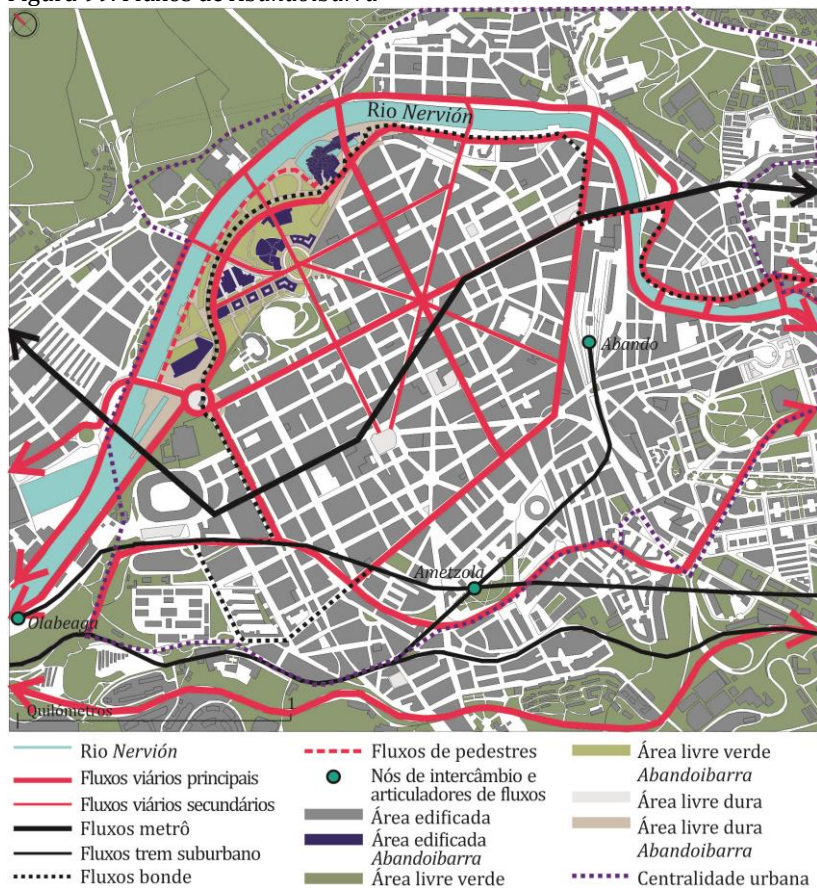 Rio Nervión
Abando
Ametzola
Olabeaga
1
Quilómetros
Rio Nervión
Fluxos viários principais
Fluxos viários secundários
Fluxos metrô
Fluxos trem suburbano
Fluxos bonde
Fluxos de pedestres
Nós de intercâmbio e
articuladores de fluxos
Área edificada
Área edificada
Abandoibarra
Área livre verde
Área livre verde
Abandoibarra
Área livre dura
Área livre dura
Abandoibarra
Centralidade urbana